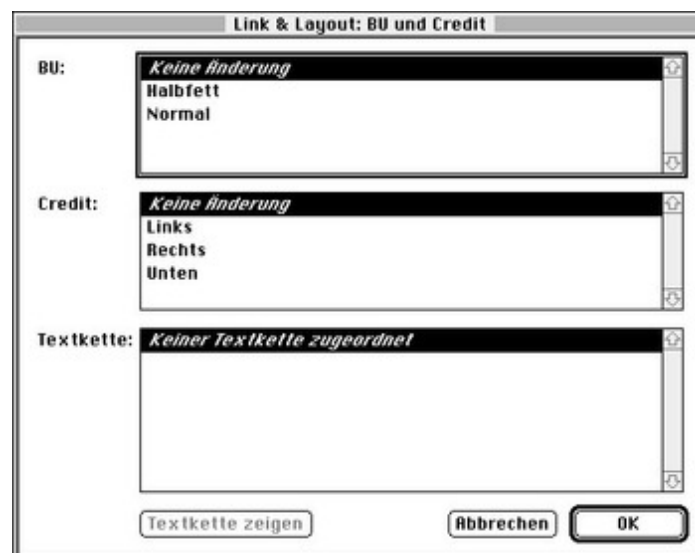 Link & Layout: BU und Credit
BU:
Keine Änderung
Halbfett
Normal
Credit:
Keine Änderung
Links
Rechts
Unten
Textkette:
Keiner Textkette zugeordnet
Textkette zeigen
Abbrechen
OK